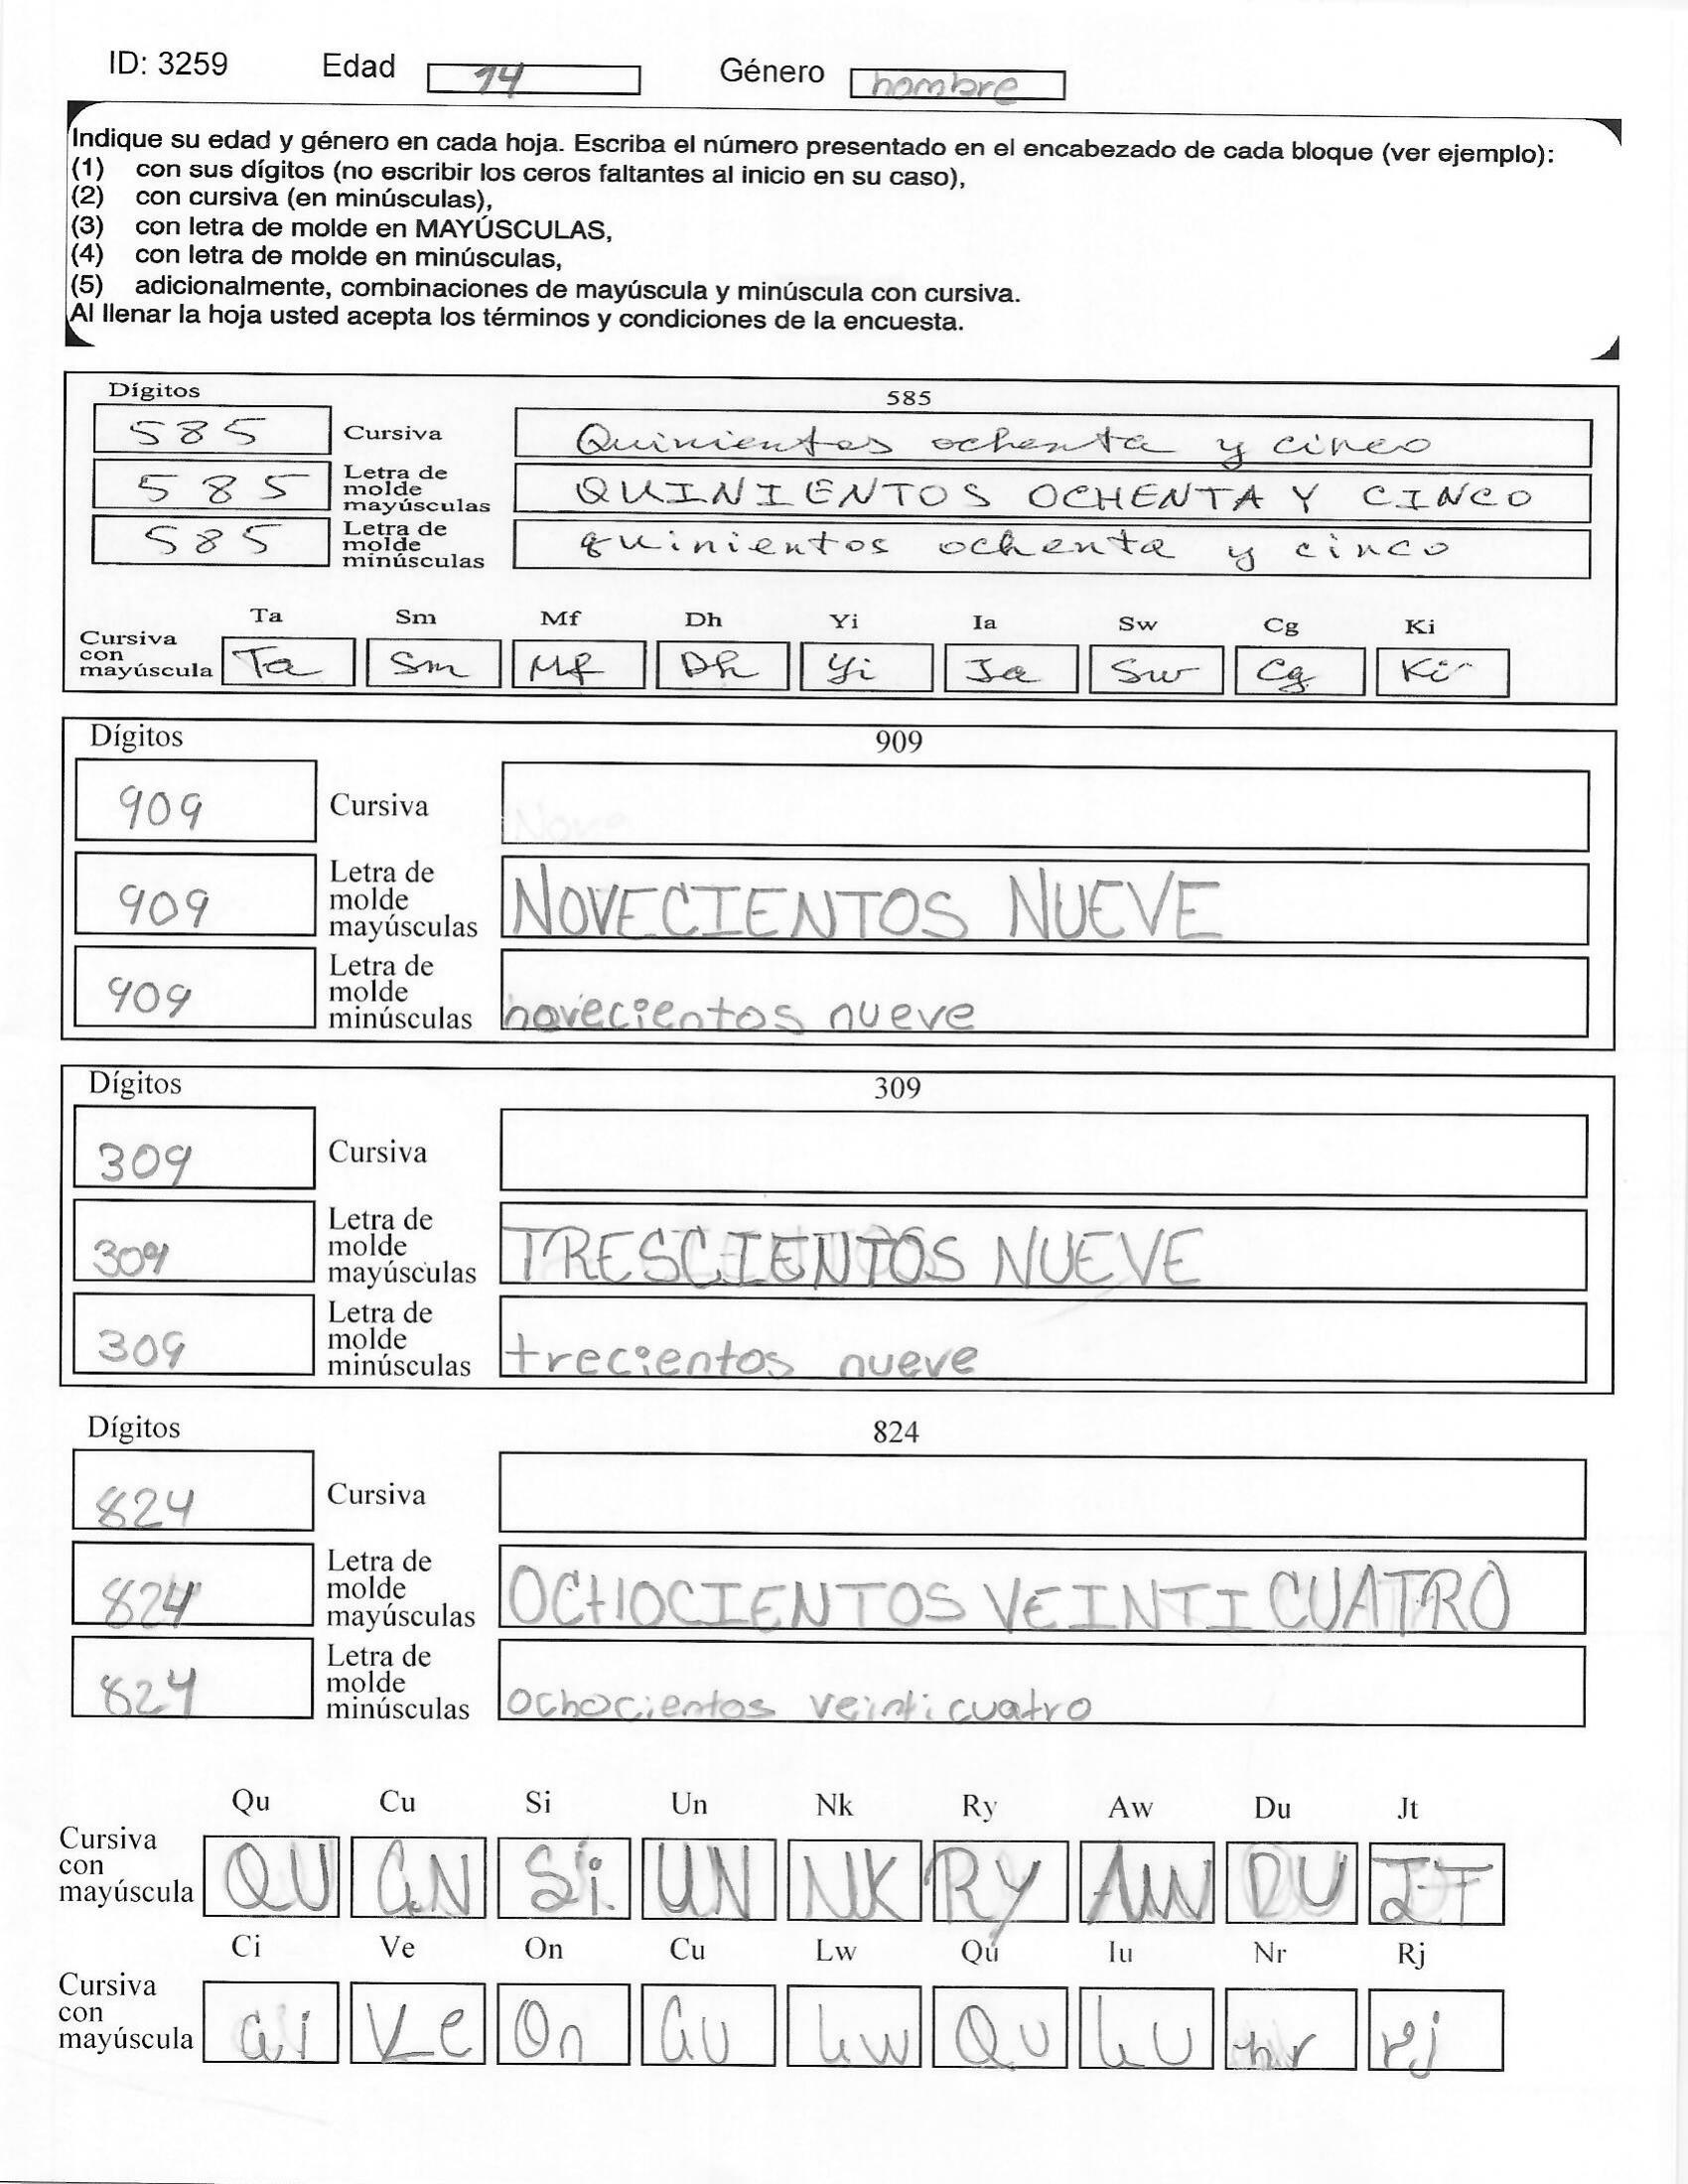 ID: 3259 Edad 14 Género hombre
Indique su edad y género en cada hoja. Escriba el número presentado en el encabezado de cada bloque (ver ejemplo):
(1) con sus dígitos (no escribir los ceros faltantes al inicio en su caso),
(2) con cursiva (en minúsculas),
(3) con letra de molde en MAYÚSCULAS,
(4) con letra de molde en minúsculas,
(5) adicionalmente, combinaciones de mayúscula y minúscula con cursiva.
Al llenar la hoja usted acepta los términos y condiciones de la encuesta.
Dígitos 585
585 Cursiva Quinientos ochenta y cinco
585 Letra de molde mayúsculas QUINIENTOS OCHENTA Y CINCO
585 Letra de molde minúsculas quinientos ochenta y cinco
Ta Sm Mf Dh Yi Ia Sw Cg Ki
Cursiva con mayúscula Ta Sm Mf Dh Yi Ia Sw Cg Ki
Dígitos 909
909 Cursiva
909 Letra de molde mayúsculas NOVECIENTOS NUEVE
909 Letra de molde minúsculas novecientos nueve
Dígitos 309
309 Cursiva
309 Letra de molde mayúsculas TRESCIENTOS NUEVE
309 Letra de molde minúsculas trecientos nueve
Dígitos 824
824 Cursiva
824 Letra de molde mayúsculas OCHOCIENTOS VEINTI CUATRO
824 Letra de molde minúsculas ochocientos veinti cuatro
Qu Cu Si Un Nk Ry Aw Du Jt
Cursiva con mayúscula QU Si UN NK RY AW DU
Ci Ve On Cu Lw Qu Iu Nr Rj
Cursiva con mayúscula Ci Ve On Cu Lw Qu nr rj